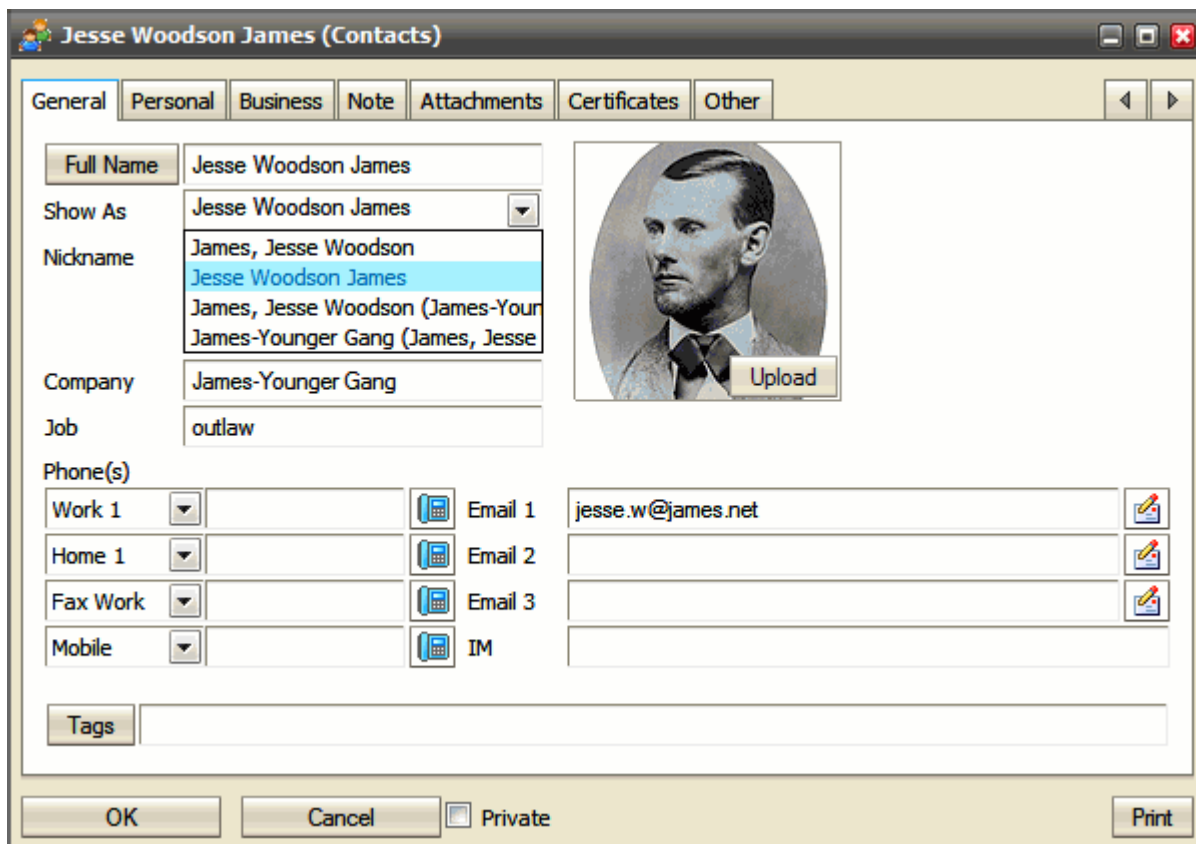 Jesse Woodson James (Contacts)
General Personal Business Note Attachments Certificates Other
Full Name Jesse Woodson James
Show As Jesse Woodson James
Nickname
James, Jesse Woodson
Jesse Woodson James
James, Jesse Woodson (James-Youn
James-Younger Gang (James, Jesse
Upload
Company James-Younger Gang
Job outlaw
Phone(s)
Work 1 Email 1 jesse.w@james.net
Home 1 Email 2
Fax Work Email 3
Mobile IM
Tags
OK Cancel Private Print